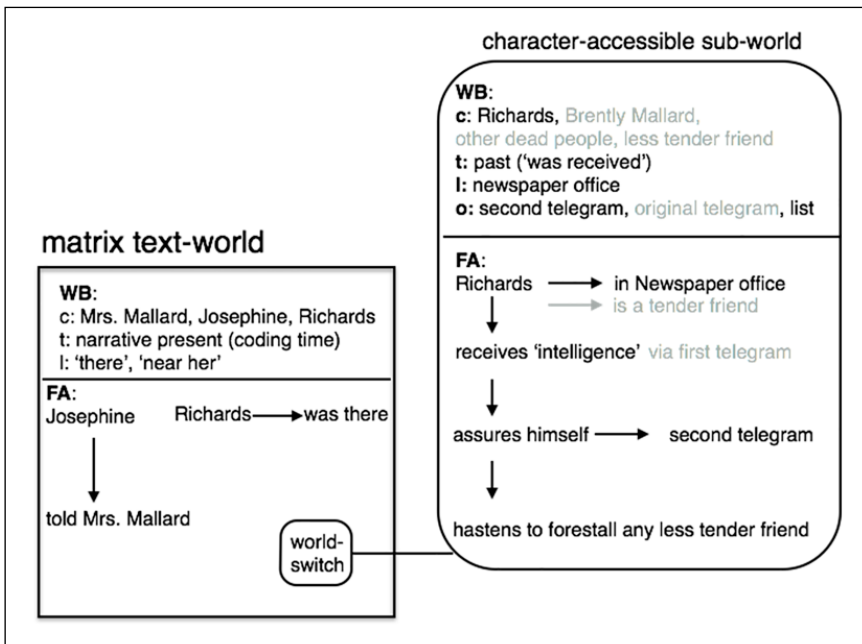 character-accessible sub-world
WB:
c: Richards, Brently Mallard,
other dead people, less tender friend
t: past (‘was received’)
l: newspaper office
o: second telegram, original telegram, list
FA:
Richards in Newspaper office
is a tender friend
receives ‘intelligence’ via first telegram
assures himself second telegram
hastens to forestall any less tender friend
matrix text-world
WB:
c: Mrs. Mallard, Josephine, Richards
t: narrative present (coding time)
l: ‘there’, ‘near her’
FA:
Josephine Richards was there
told Mrs. Mallard
world-
switch